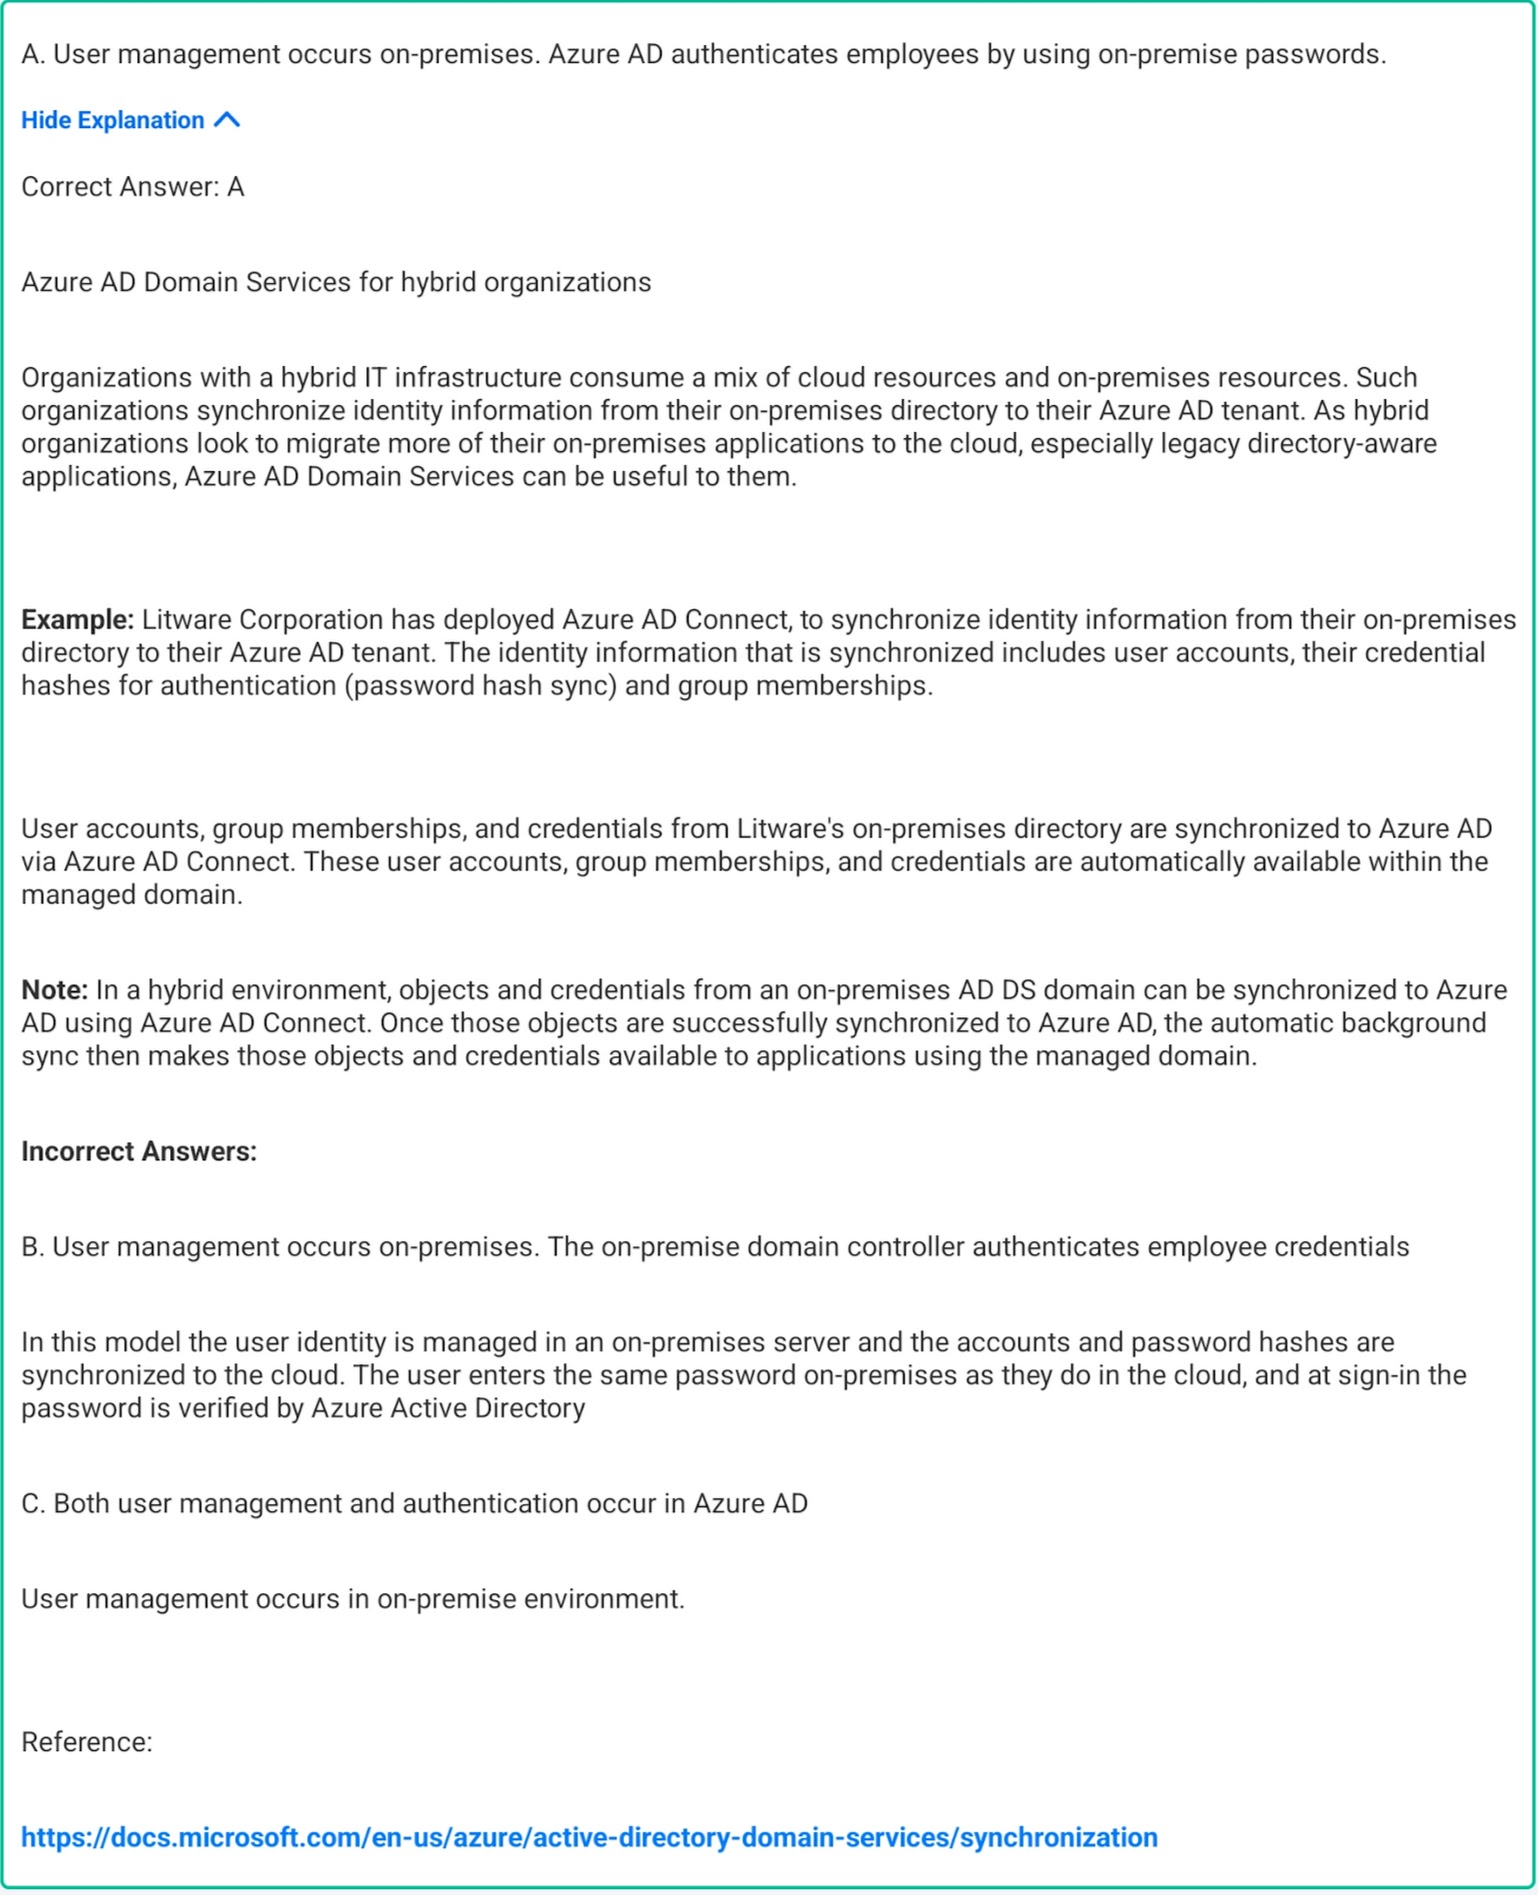 A. User management occurs on-premises. Azure AD authenticates employees by using on-premise passwords.
Hide Explanation
Correct Answer: A
Azure AD Domain Services for hybrid organizations
Organizations with a hybrid IT infrastructure consume a mix of cloud resources and on-premises resources. Such
organizations synchronize identity information from their on-premises directory to their Azure AD tenant. As hybrid
organizations look to migrate more of their on-premises applications to the cloud, especially legacy directory-aware
applications, Azure AD Domain Services can be useful to them.
Example: Litware Corporation has deployed Azure AD Connect, to synchronize identity information from their on-premises
directory to their Azure AD tenant. The identity information that is synchronized includes user accounts, their credential
hashes for authentication (password hash sync) and group memberships.
User accounts, group memberships, and credentials from Litware's on-premises directory are synchronized to Azure AD
via Azure AD Connect. These user accounts, group memberships, and credentials are automatically available within the
managed domain.
Note: In a hybrid environment, objects and credentials from an on-premises AD DS domain can be synchronized to Azure
AD using Azure AD Connect. Once those objects are successfully synchronized to Azure AD, the automatic background
sync then makes those objects and credentials available to applications using the managed domain.
Incorrect Answers:
B. User management occurs on-premises. The on-premise domain controller authenticates employee credentials
In this model the user identity is managed in an on-premises server and the accounts and password hashes are
synchronized to the cloud. The user enters the same password on-premises as they do in the cloud, and at sign-in the
password is verified by Azure Active Directory
C. Both user management and authentication occur in Azure AD
User management occurs in on-premise environment.
Reference:
https://docs.microsoft.com/en-us/azure/active-directory-domain-services/synchronization